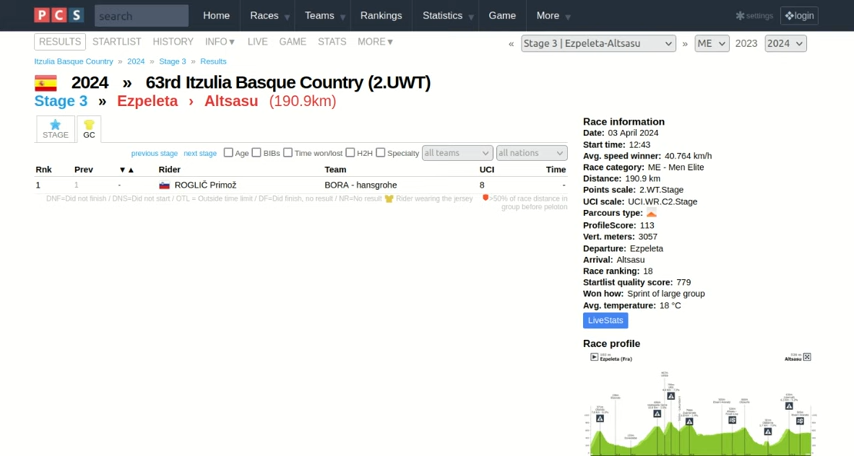 PCS search Home Races ▼ Teams ▼ Rankings Statistics ▼ Game More ▼ settings login
RESULTS STARTLIST HISTORY INFO▼ LIVE GAME STATS MORE▼ « Stage 3 | Ezpeleta-Altsasu » ME 2023 2024
Itzulia Basque Country » 2024 » Stage 3 » Results
2024 » 63rd Itzulia Basque Country (2.UWT)
Stage 3 » Ezpeleta › Altsasu (190.9km)
STAGE GC
previous stage next stage Age BIBs Time won/lost H2H Specialty all teams all nations
Rnk Prev ▼▲ Rider Team UCI Time
1 1 - ROGLIČ Primož BORA - hansgrohe 8 -
DNF=Did not finish / DNS=Did not start / OTL = Outside time limit / DF=Did finish, no result / NR=No result Rider wearing the jersey >50% of race distance in
group before peloton
Race information
Date: 03 April 2024
Start time: 12:43
Avg. speed winner: 40.764 km/h
Race category: ME - Men Elite
Distance: 190.9 km
Points scale: 2.WT.Stage
UCI scale: UCI.WR.C2.Stage
Parcours type:
ProfileScore: 113
Vert. meters: 3057
Departure: Ezpeleta
Arrival: Altsasu
Race ranking: 18
Startlist quality score: 779
Won how: Sprint of large group
Avg. temperature: 18 °C
LiveStats
Race profile
Ezpeleta (Fra) Altsasu